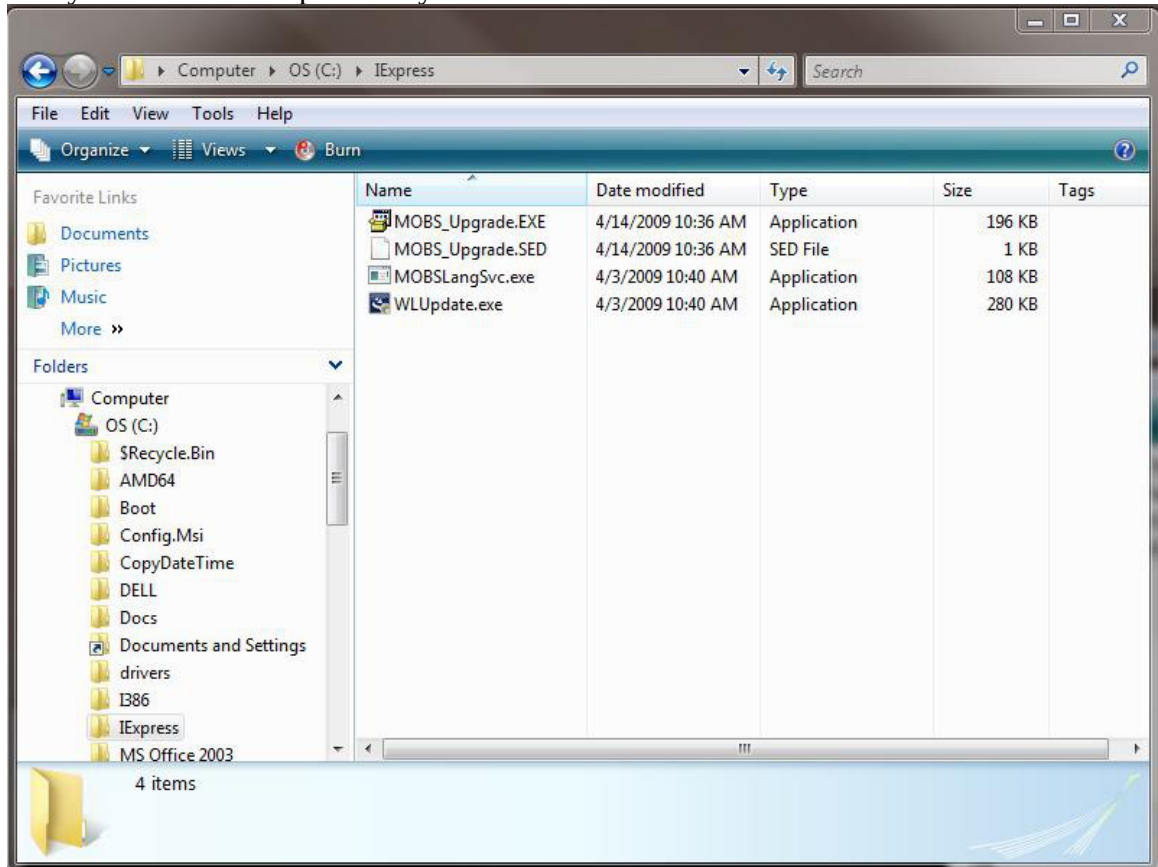 Computer OS (C:) IExpress Search
File Edit View Tools Help
Organize Views Burn
Favorite Links
Documents
Pictures
Music
More »
Folders
Computer
OS (C:)
$Recycle.Bin
AMD64
Boot
Config.Msi
CopyDateTime
DELL
Docs
Documents and Settings
drivers
I386
IExpress
MS Office 2003
Name Date modified Type Size Tags
MOBS_Upgrade.EXE 4/14/2009 10:36 AM Application 196 KB
MOBS_Upgrade.SED 4/14/2009 10:36 AM SED File 1 KB
MOBSLangSvc.exe 4/3/2009 10:40 AM Application 108 KB
WLUpdate.exe 4/3/2009 10:40 AM Application 280 KB
4 items